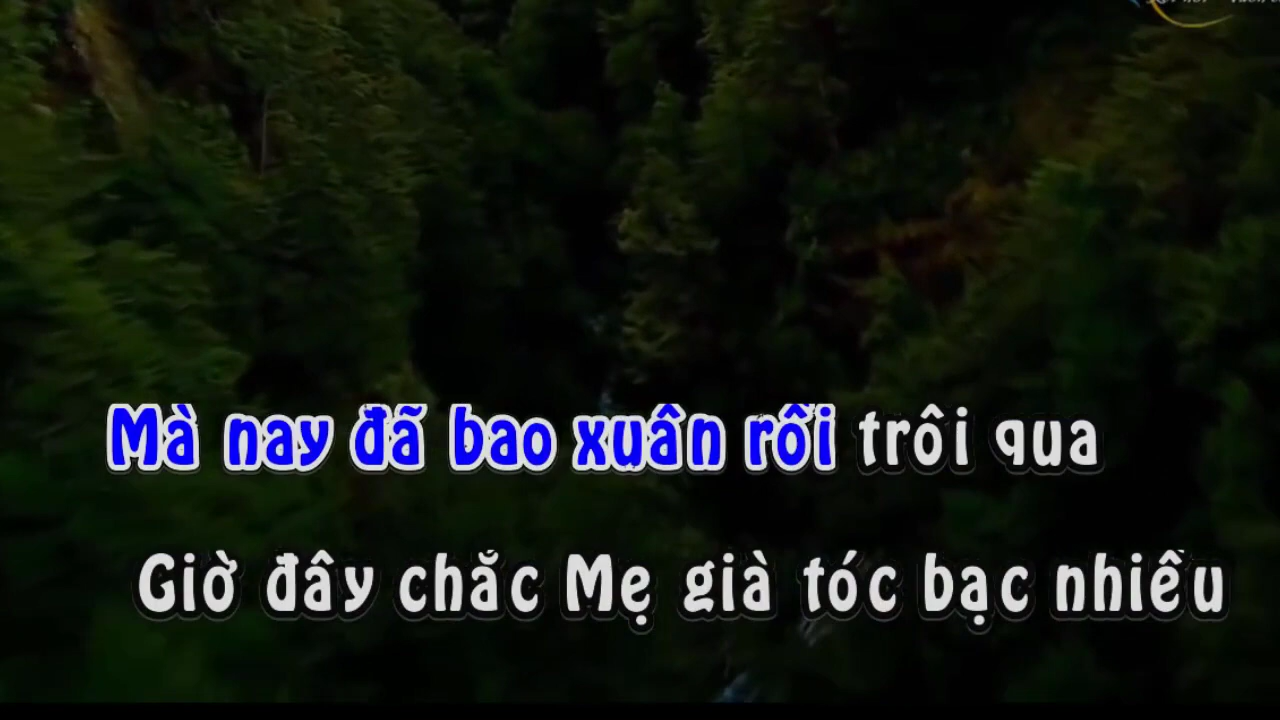 Mà nay đã bao xuân rồi trôi qua
Giờ đây chắc Mẹ già tóc bạc nhiều